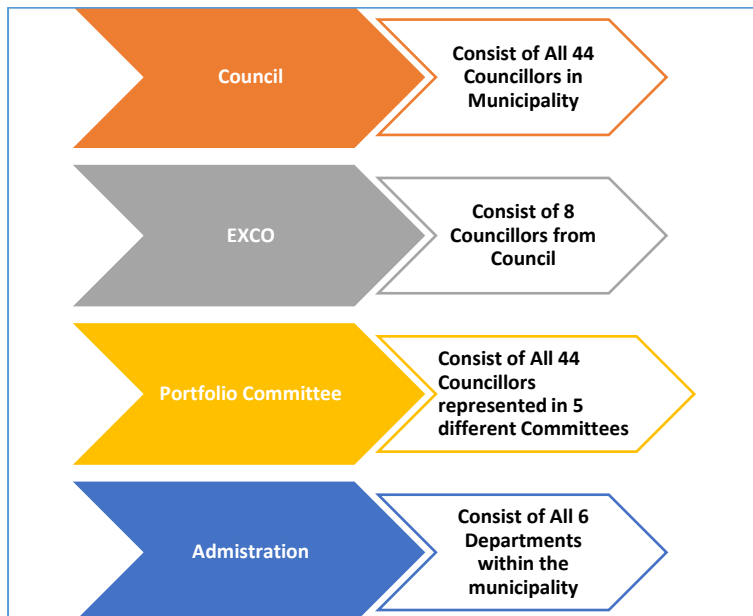 Council
Consist of All 44
Councillors in
Municipality
EXCO
Consist of 8
Councillors from
Council
Portfolio Committee
Consist of All 44
Councillors
represented in 5
different Committees
Admistration
Consist of All 6
Departments
within the
municipality